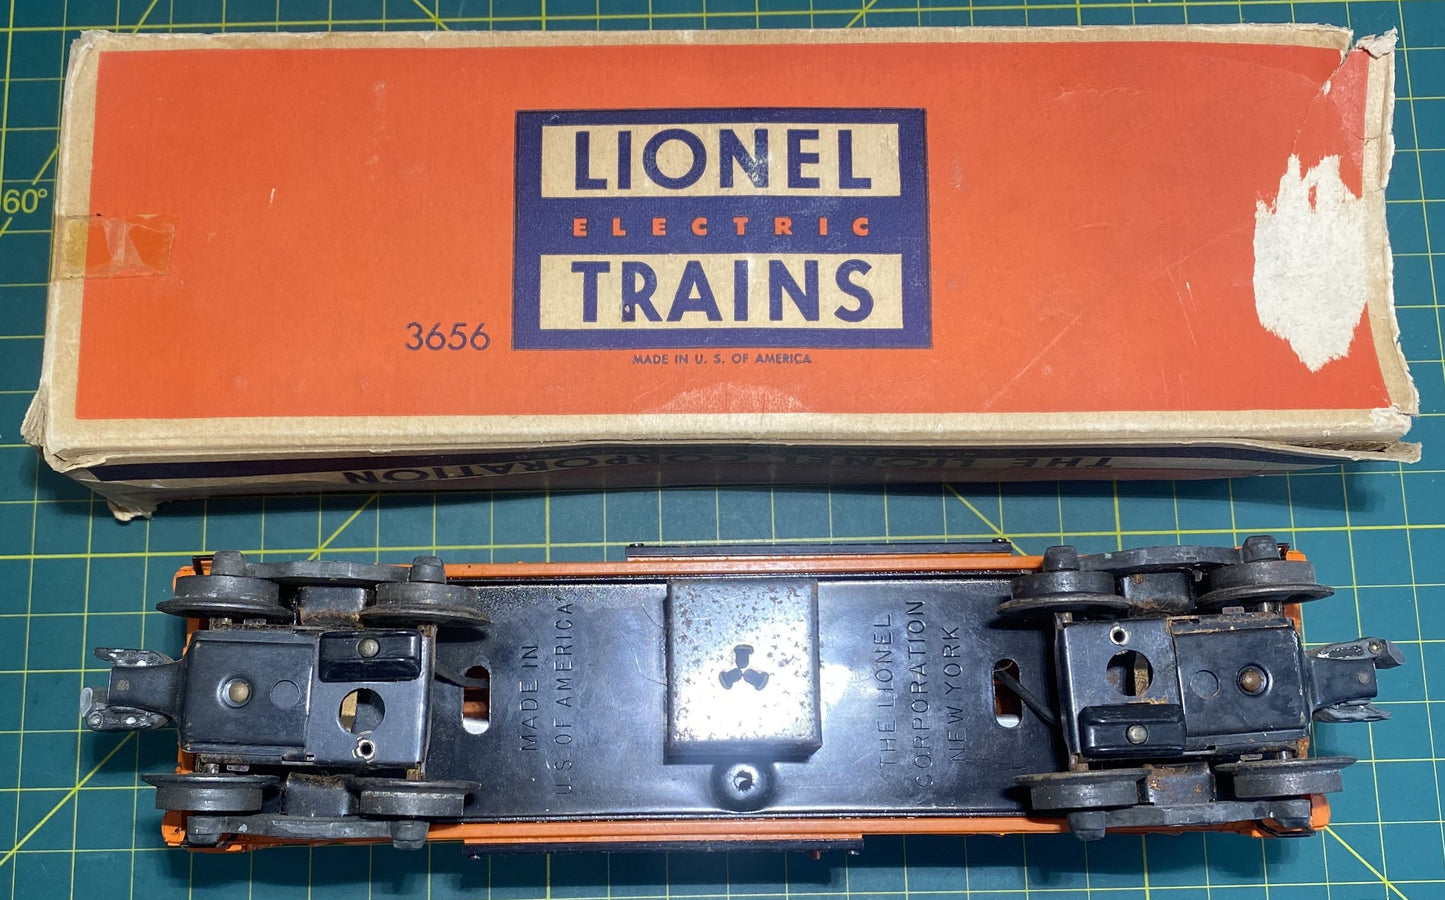 60°
LIONEL
ELECTRIC
TRAINS
3656
MADE IN U. S. OF AMERICA
THE LIONEL CORPORATION
MADE IN
U.S. OF AMERICA
THE LIONEL
CORPORATION
NEW YORK